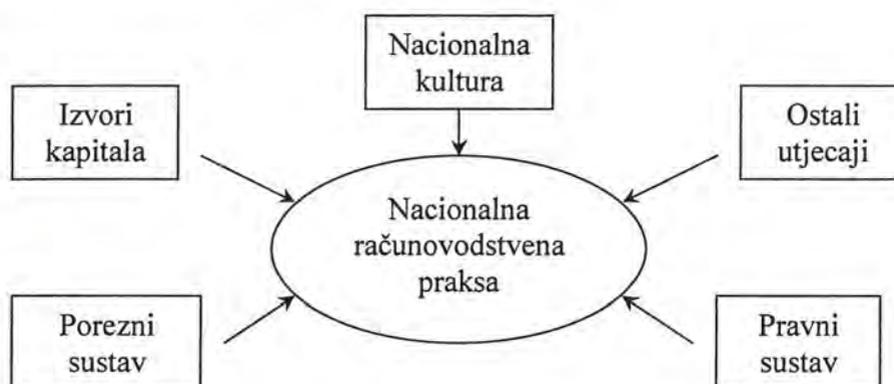 Nacionalna
kultura
Izvori
kapitala
Ostali
utjecaji
Nacionalna
računovodstvena
praksa
Porezni
sustav
Pravni
sustav